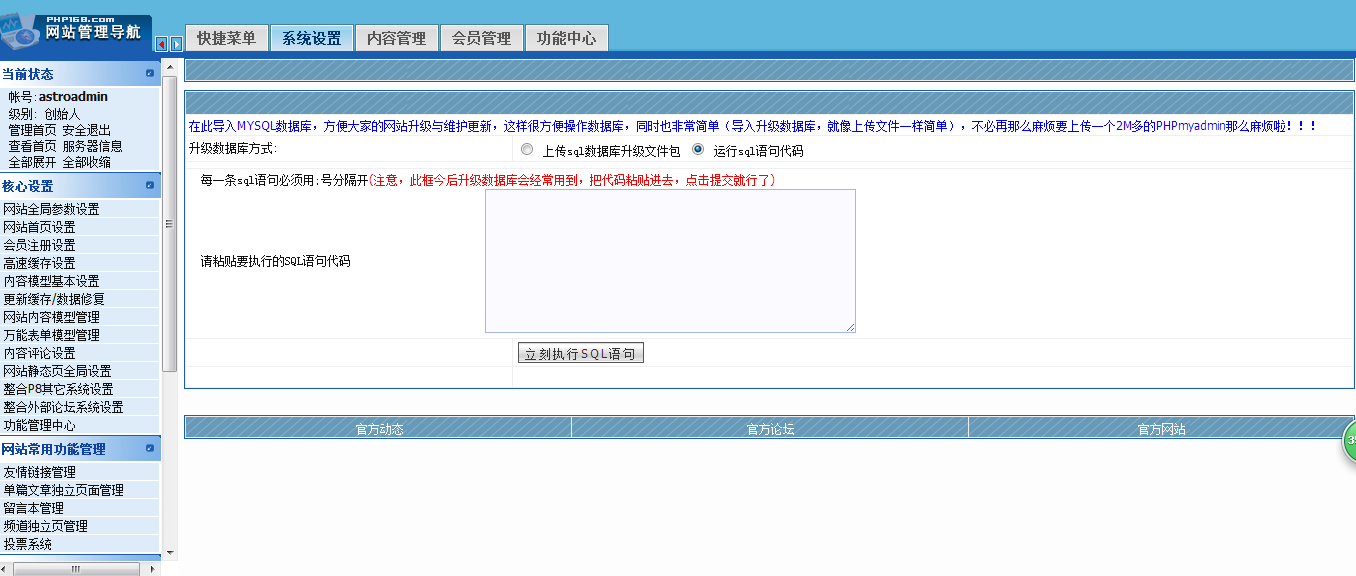 PHP168.com
网站管理导航
快捷菜单
系统设置
内容管理
会员管理
功能中心
当前状态
帐号:astroadmin
级别: 创始人
管理首页 安全退出
查看首页 服务器信息
全部展开 全部收缩
核心设置
网站全局参数设置
网站首页设置
会员注册设置
高速缓存设置
内容模型基本设置
更新缓存/数据修复
网站内容模型管理
万能表单模型管理
内容评论设置
网站静态页全局设置
整合P8其它系统设置
整合外部论坛系统设置
功能管理中心
网站常用功能管理
友情链接管理
单篇文章独立页面管理
留言本管理
频道独立页管理
投票系统
在此导入MYSQL数据库，方便大家的网站升级与维护更新，这样很方便操作数据库，同时也非常简单（导入升级数据库，就像上传文件一样简单），不必再那么麻烦要上传一个2M多的PHPmyadmin那么麻烦啦！！！
升级数据库方式:
上传sql数据库升级文件包
运行sql语句代码
每一条sql语句必须用;号分隔开(注意，此框今后升级数据库会经常用到，把代码粘贴进去，点击提交就行了)
请粘贴要执行的SQL语句代码
立刻执行SQL语句
官方动态
官方论坛
官方网站